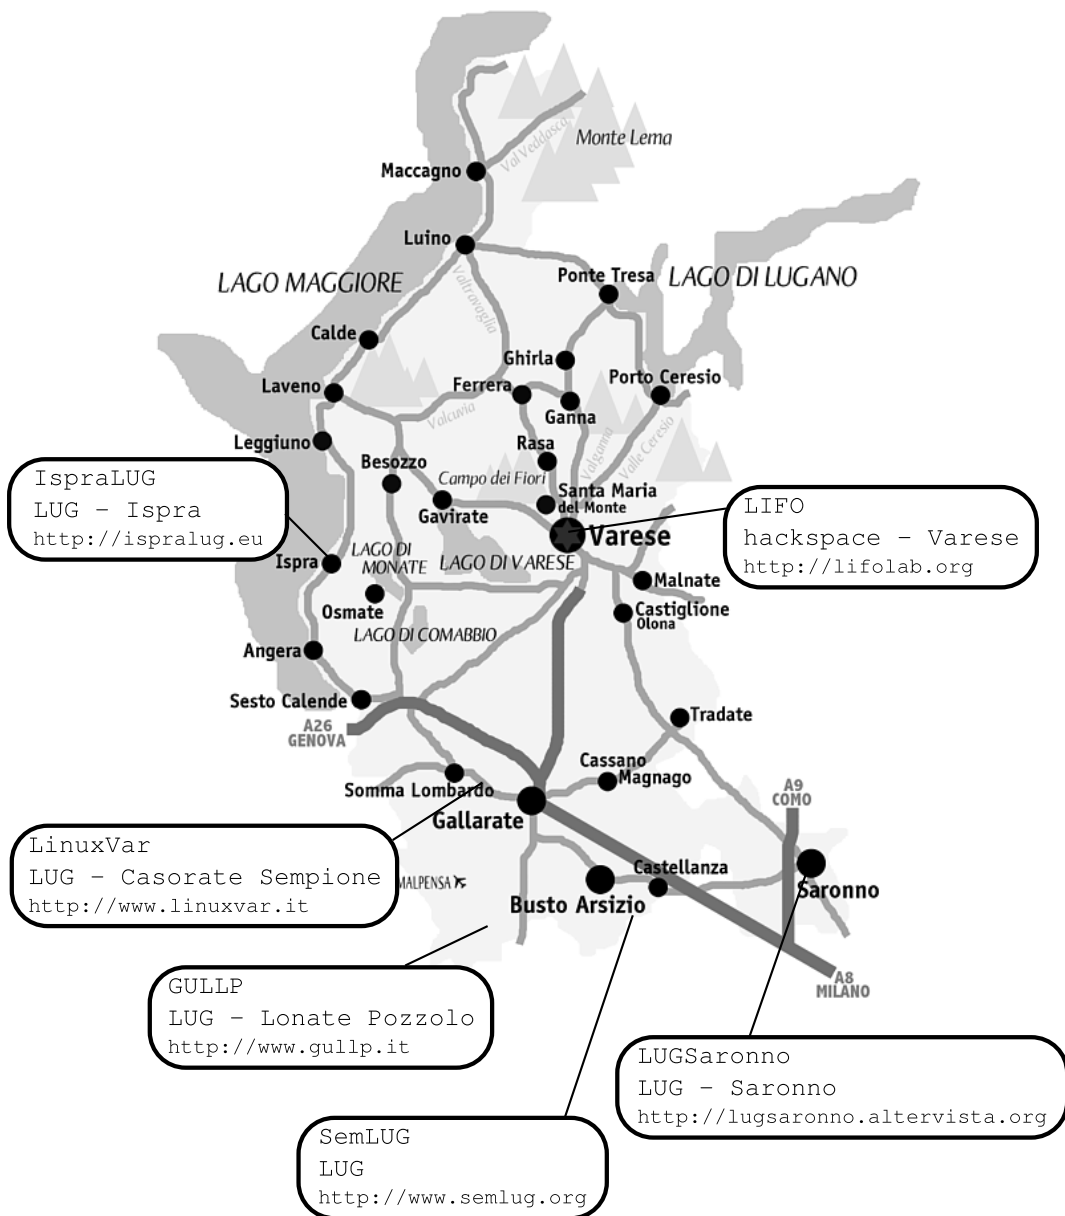 Monte Lema
Val Veddasca
Maccagno
Luino
LAGO MAGGIORE
Valtravaglia
Ponte Tresa
LAGO DI LUGANO
Calde
Ghirla
Laveno
Ferrera
Porto Ceresio
Ganna
Valcuvia
Leggiuno
Rasa
Valganna
Valle Ceresio
Besozzo
Campo dei Fiori
Santa Maria
del Monte
Gavirate
IspraLUG
LUG - Ispra
http://ispralug.eu
LIFO
hackspace - Varese
http://lifolab.org
Varese
Ispra
LAGO DI
MONATE
LAGO DI VARESE
Malnate
Osmate
Castiglione
Olona
LAGO DI COMABBIO
Angera
Sesto Calende
A26
GENOVA
Tradate
Cassano
Magnago
Somma Lombardo
A9
COMO
Gallarate
LinuxVar
LUG - Casorate Sempione
http://www.linuxvar.it
MALPENSA
Castellanza
Busto Arsizio
Saronno
A8
MILANO
GULLP
LUG - Lonate Pozzolo
http://www.gullp.it
LUGSaronno
LUG - Saronno
http://lugsaronno.altervista.org
SemLUG
LUG
http://www.semlug.org